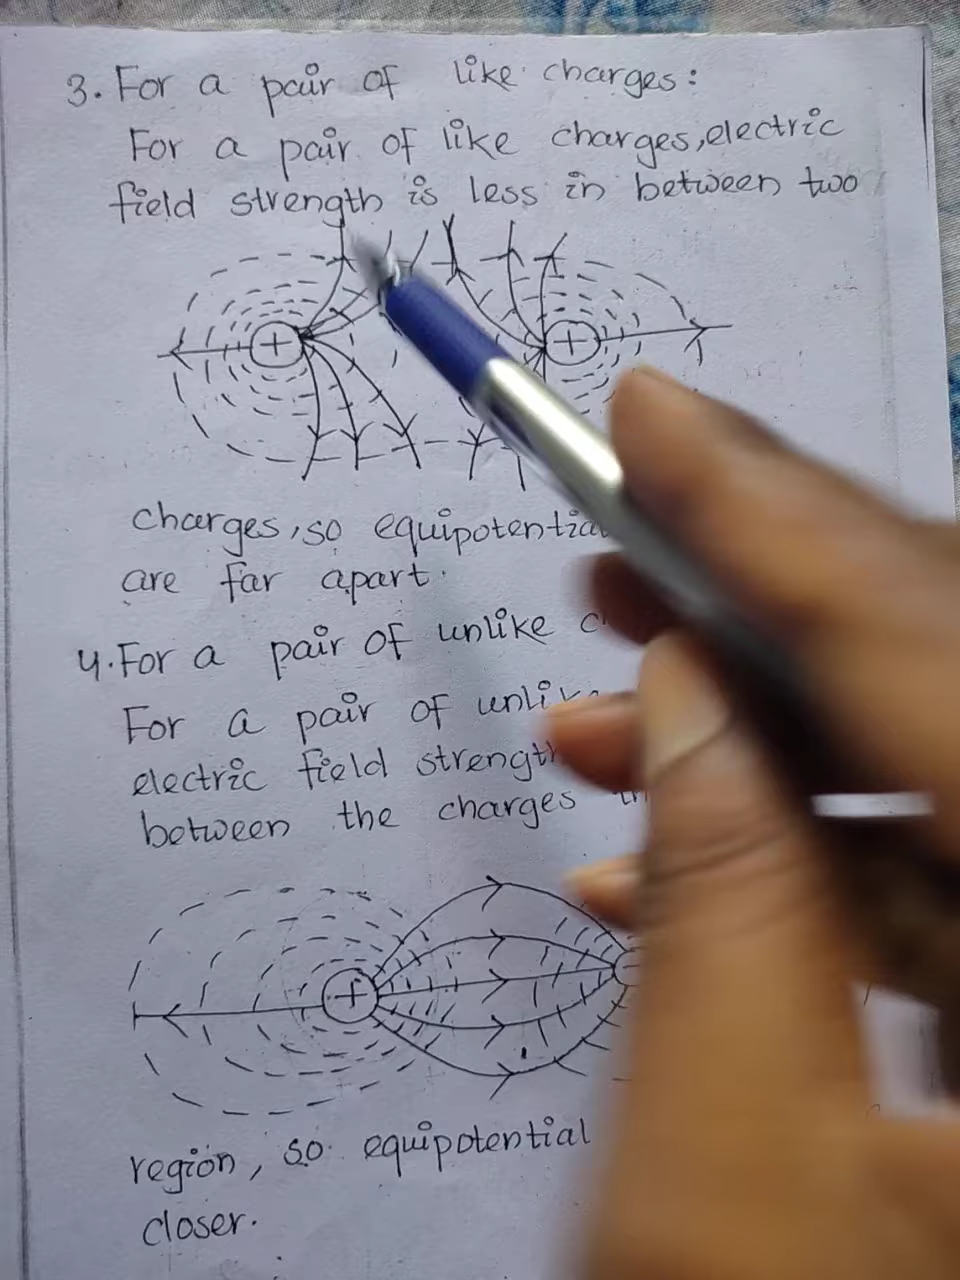 3. For a pair of like charges:
For a pair of like charges, electric
field strength is less in between two
+ +
charges, so equipotential
are far apart.
4. For a pair of unlike
For a pair of unlike
electric field strength
between the charges
+ −
region, so equipotential
closer.